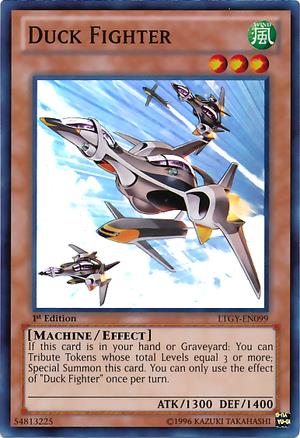 DUCK FIGHTER
WIND
風
1st Edition
LTGY-EN099
[MACHINE/EFFECT]
If this card is in your hand or Graveyard: You can
Tribute Tokens whose total Levels equal 3 or more;
Special Summon this card. You can only use the effect
of "Duck Fighter" once per turn.
ATK/1300 DEF/1400
54813225
©1996 KAZUKI TAKAHASHI